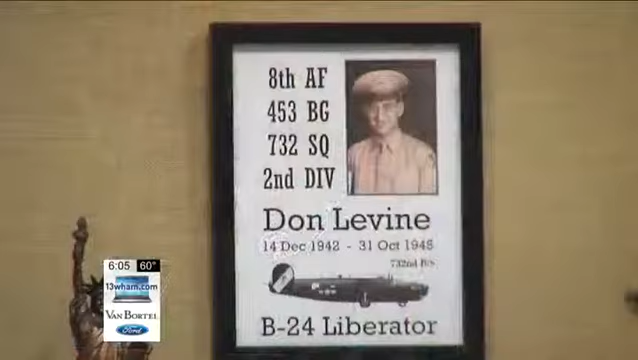 8th AF
453 BG
732 SQ
2nd DIV
Don Levine
14 Dec 1942 - 31 Oct 1945
732nd B/S
B-24 Liberator
6:05 60°
13wham.com
VAN BORTEL
Ford